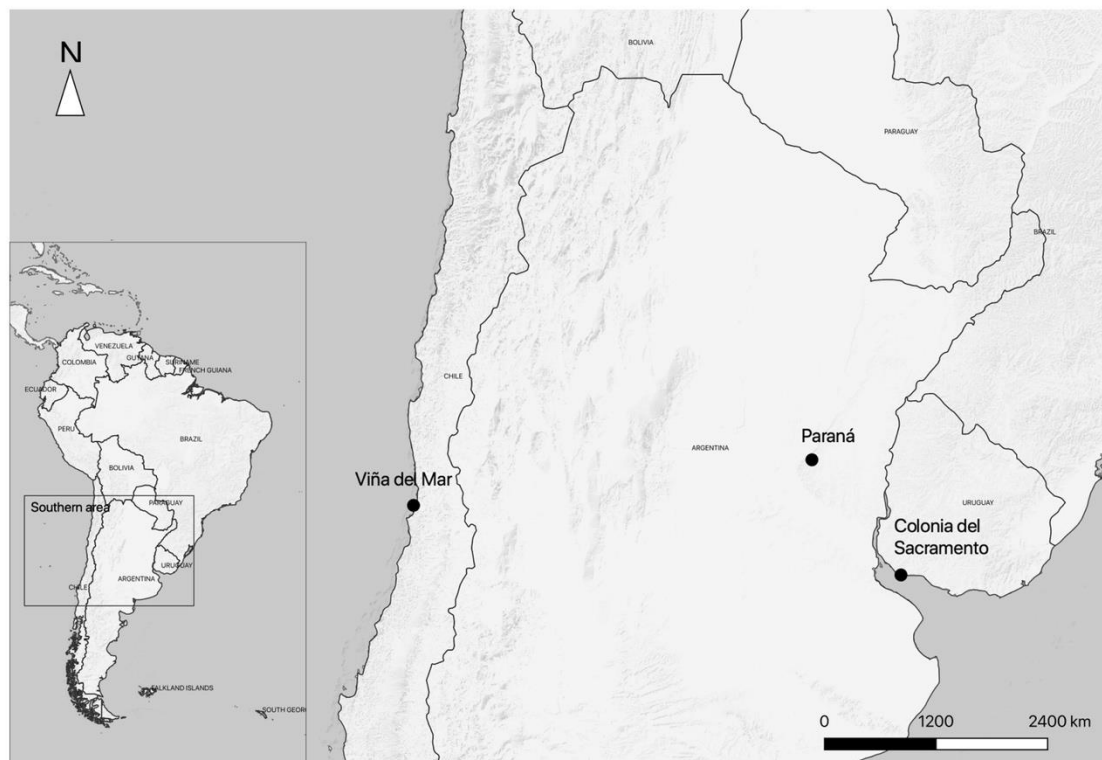 N
BOLIVIA
PARAGUAY
BRAZIL
CHILE
ARGENTINA
Paraná
Viña del Mar
URUGUAY
Colonia del
Sacramento
0 1200 2400 km
VENEZUELA
GUYANA
SURINAME
COLOMBIA
FRENCH GUIANA
ECUADOR
PERU
BRAZIL
BOLIVIA
PARAGUAY
Southern area
URUGUAY
CHILE
ARGENTINA
FALKLAND ISLANDS
SOUTH GEOR